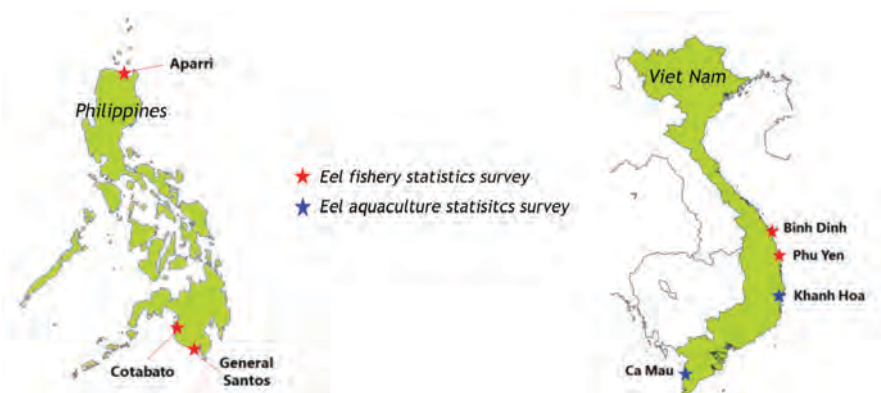 Aparri
Philippines
Cotabato
General
Santos
Eel fishery statistics survey
Eel aquaculture statisitcs survey
Viet Nam
Binh Dinh
Phu Yen
Khanh Hoa
Ca Mau